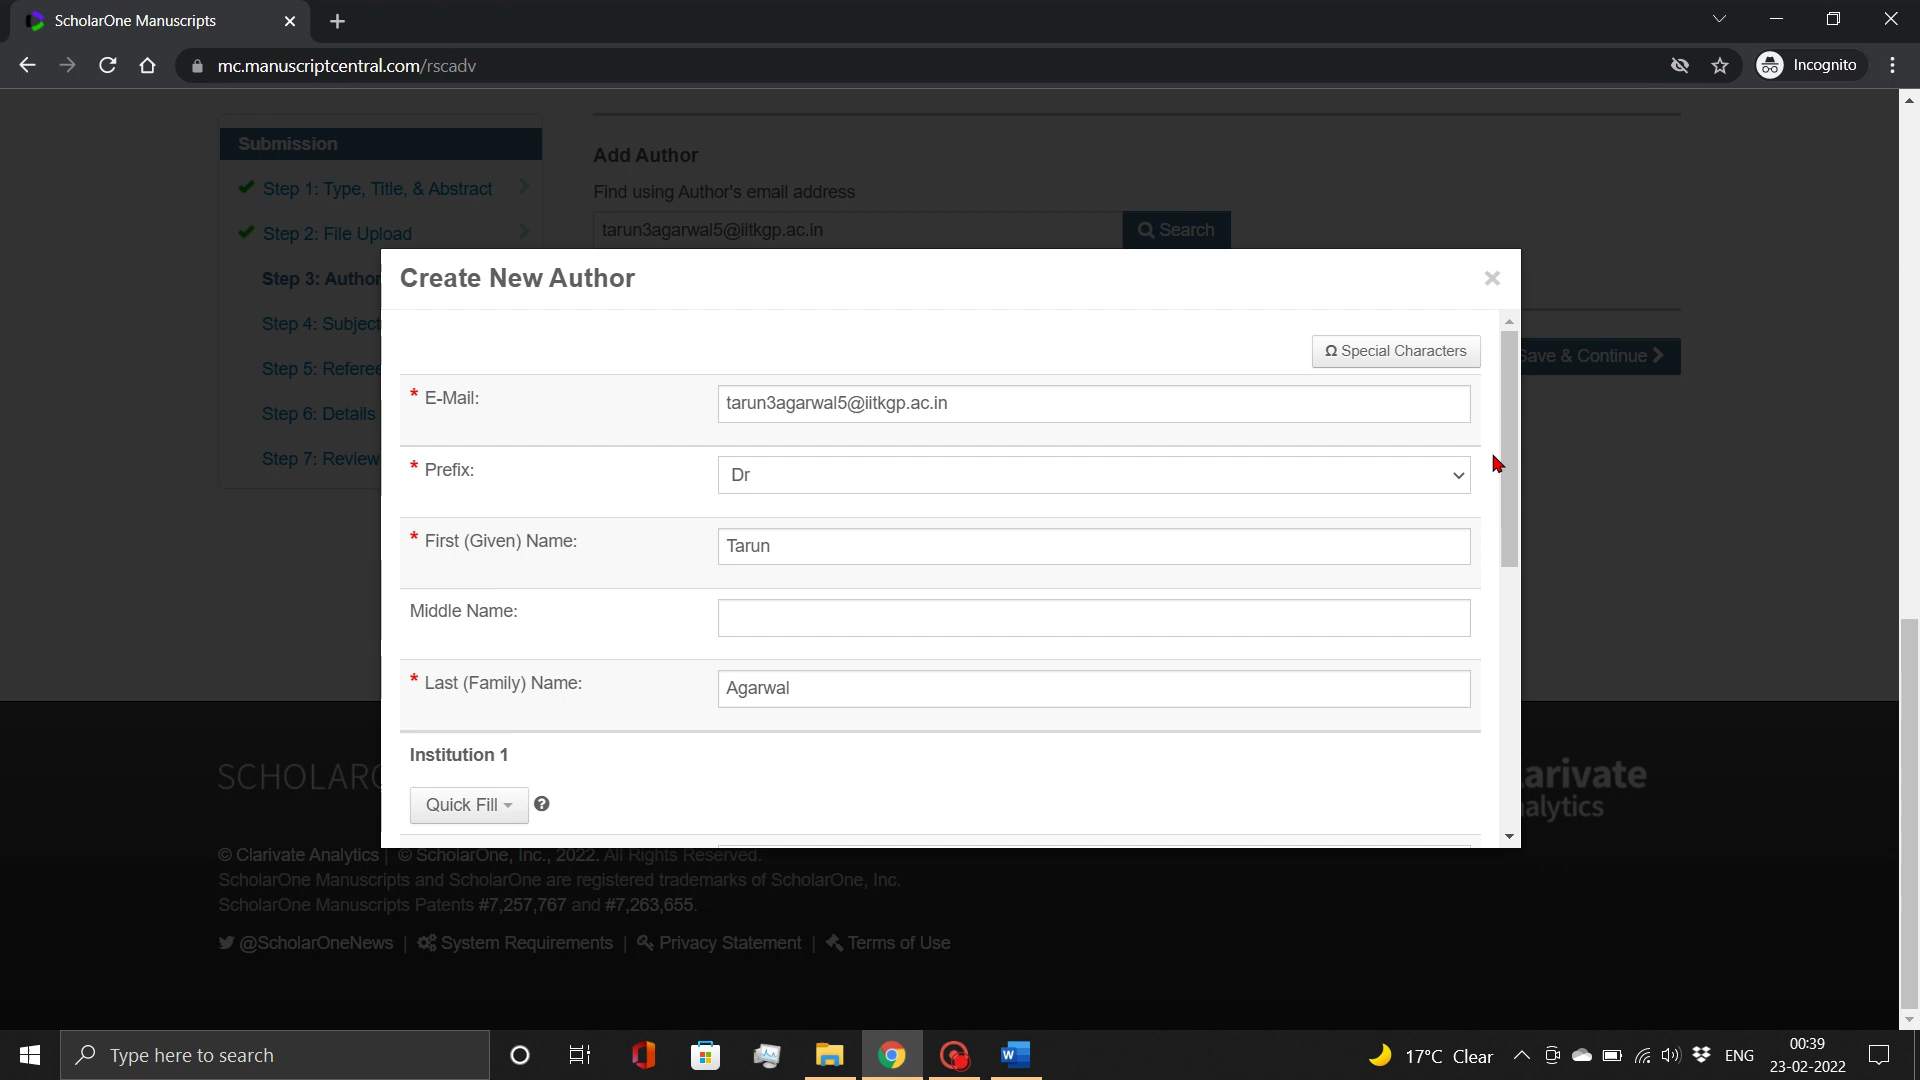 ScholarOne Manuscripts
mc.manuscriptcentral.com/rscadv
Incognito
Submission
Step 1: Type, Title, & Abstract
Step 2: File Upload
Step 3: Author
Step 4: Subject
Step 5: Referee
Step 6: Details
Step 7: Review
Add Author
Find using Author's email address
tarun3agarwal5@iitkgp.ac.in
Search
Save & Continue
Create New Author
Ω Special Characters
* E-Mail:
tarun3agarwal5@iitkgp.ac.in
* Prefix:
Dr
* First (Given) Name:
Tarun
Middle Name:
* Last (Family) Name:
Agarwal
Institution 1
Quick Fill
SCHOLARO
larivate
alytics
© Clarivate Analytics | © ScholarOne, Inc., 2022. All Rights Reserved.
ScholarOne Manuscripts and ScholarOne are registered trademarks of ScholarOne, Inc.
ScholarOne Manuscripts Patents #7,257,767 and #7,263,655.
@ScholarOneNews | System Requirements | Privacy Statement | Terms of Use
Type here to search
W
17°C Clear
ENG
00:39
23-02-2022